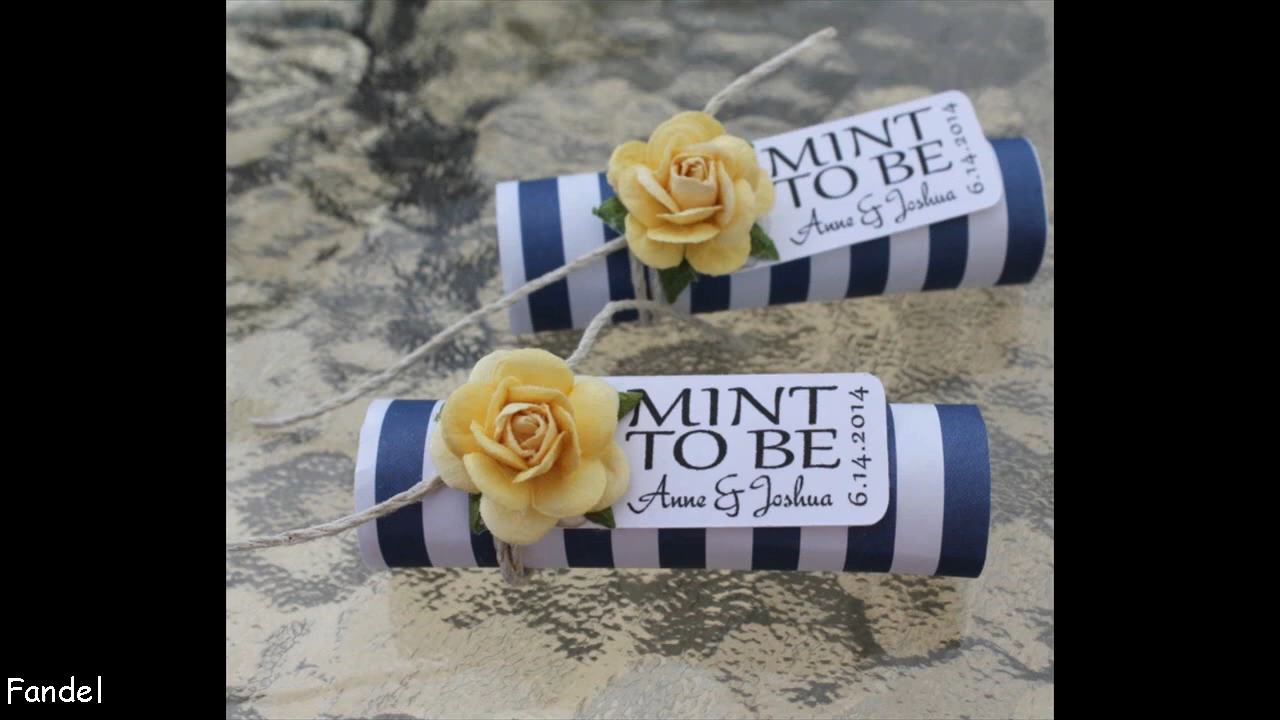 MINT
TO BE
Anne & Joshua
6.14.2014
MINT
TO BE
Anne & Joshua
6.14.2014
Fandel